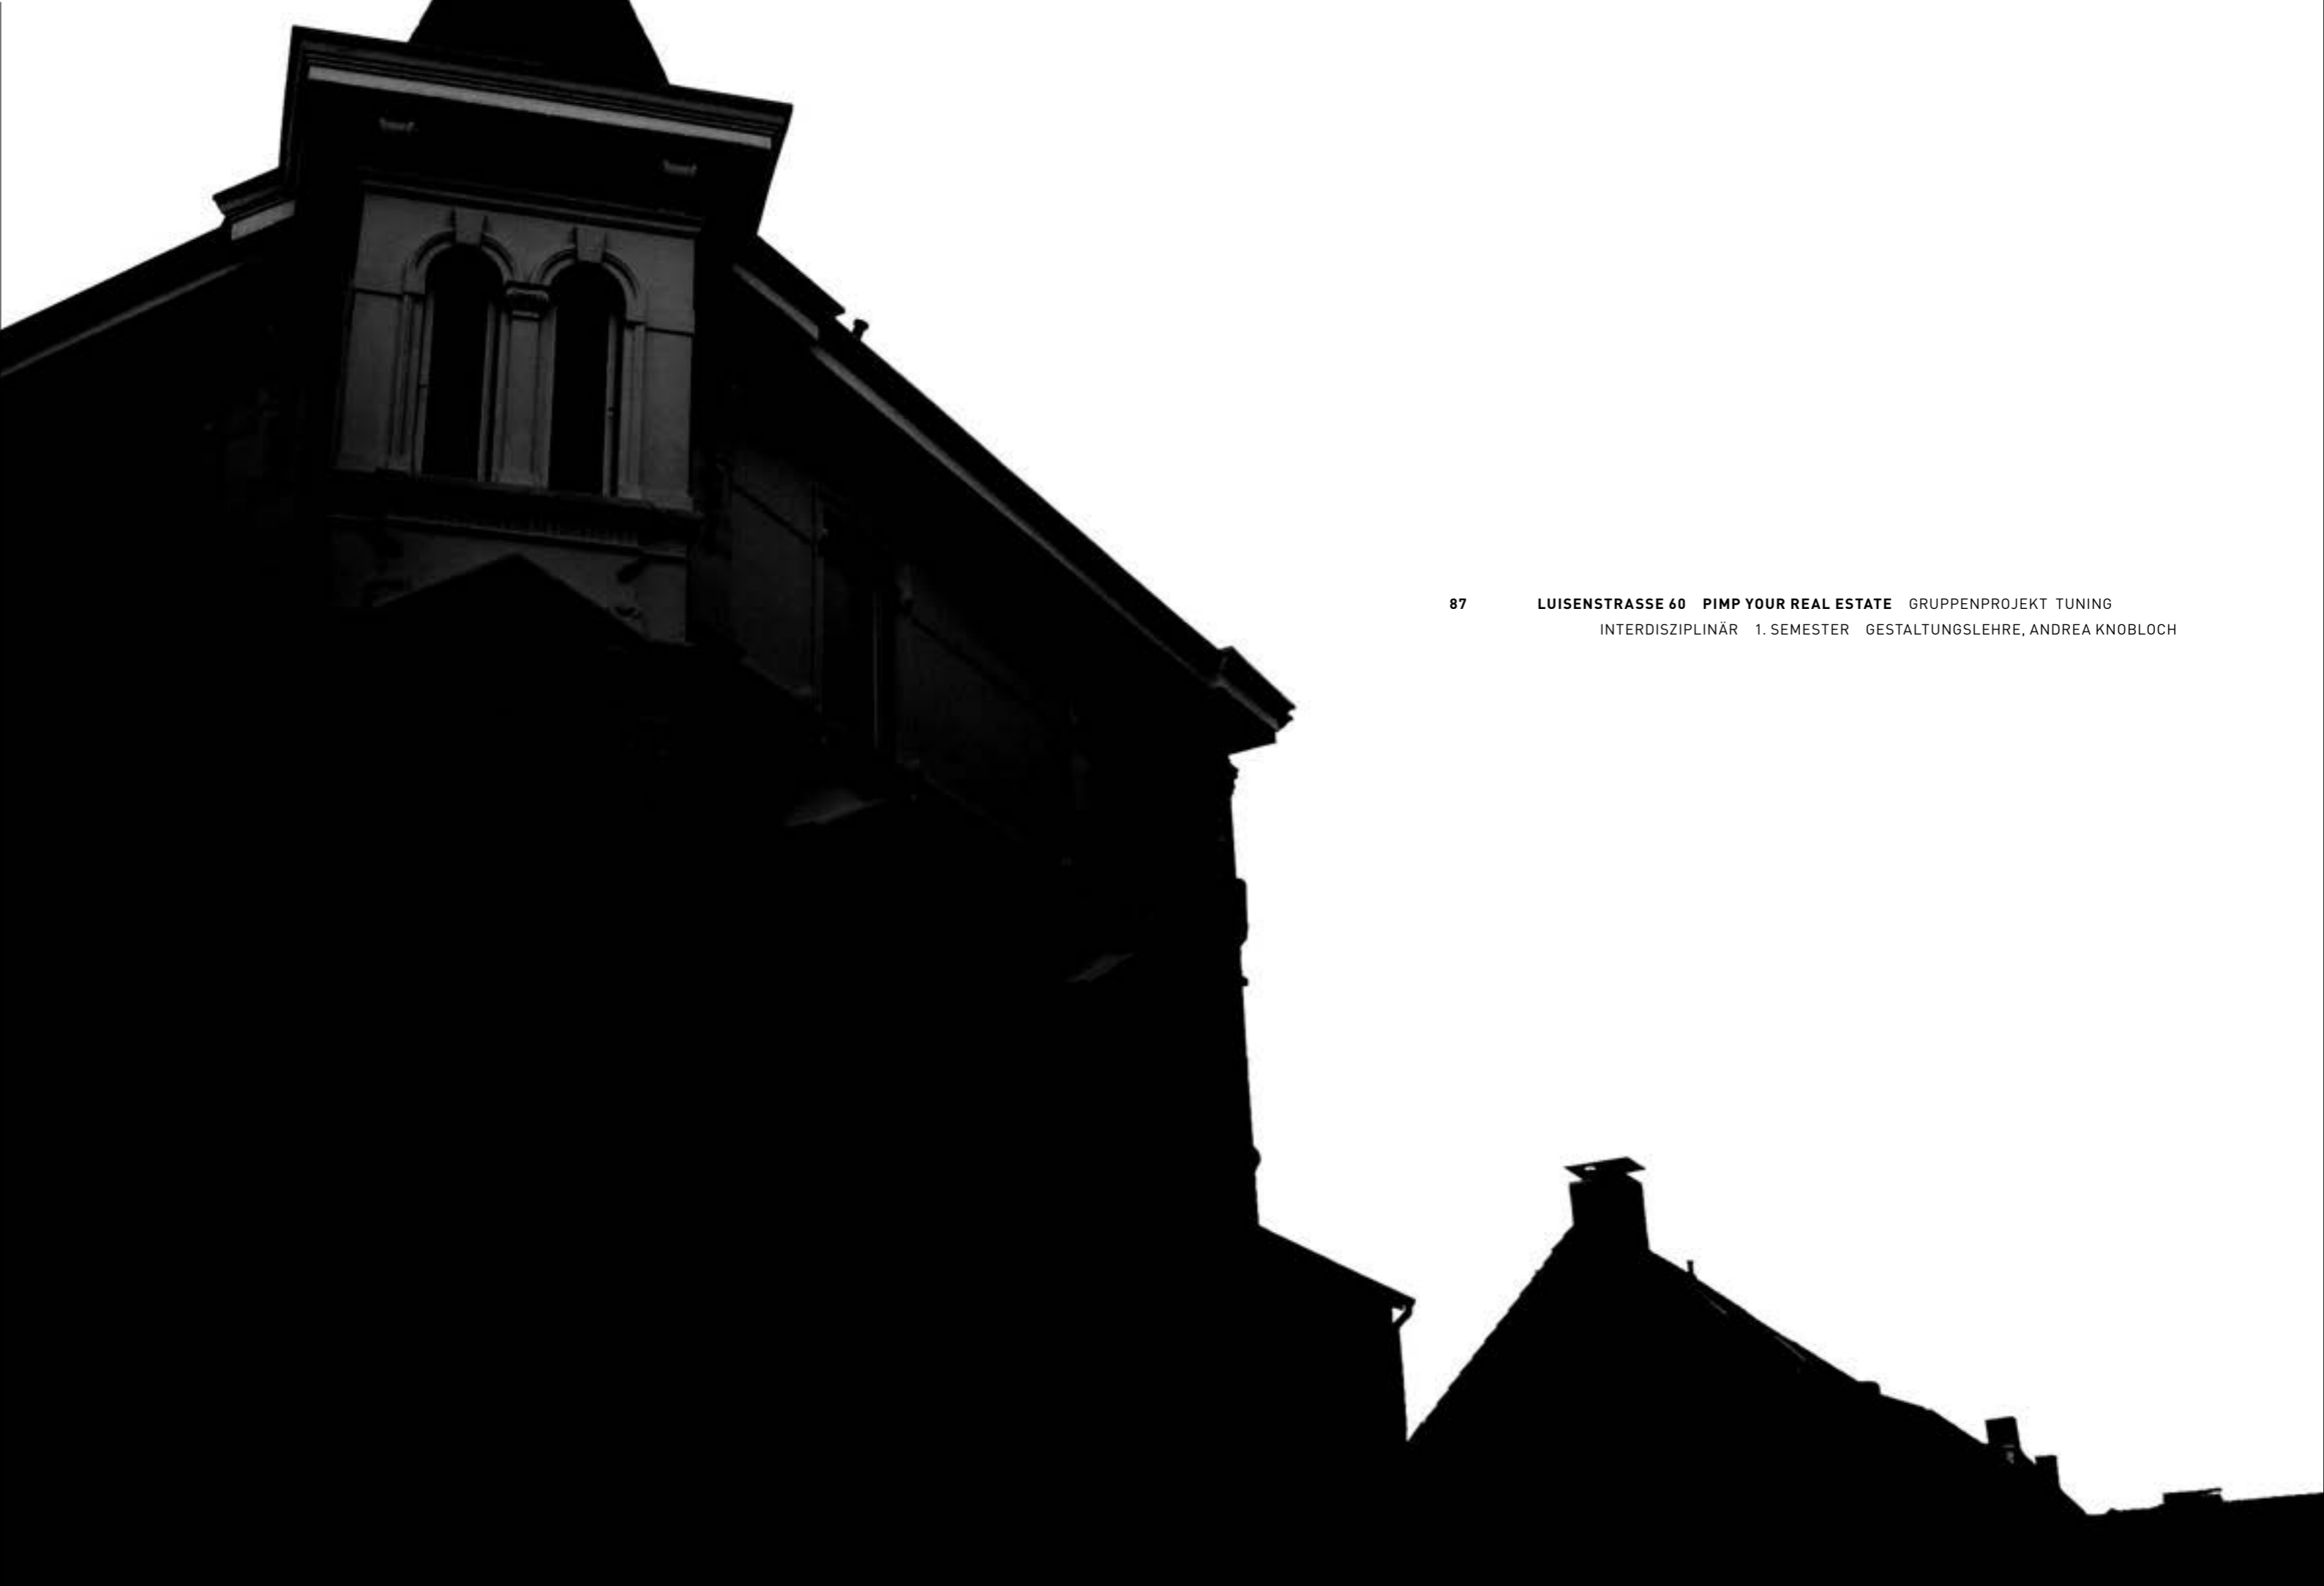 87 LUISENSTRASSE 60 PIMP YOUR REAL ESTATE GRUPPENPROJEKT TUNING
INTERDISZIPLINÄR 1. SEMESTER GESTALTUNGSLEHRE, ANDREA KNOBLOCH